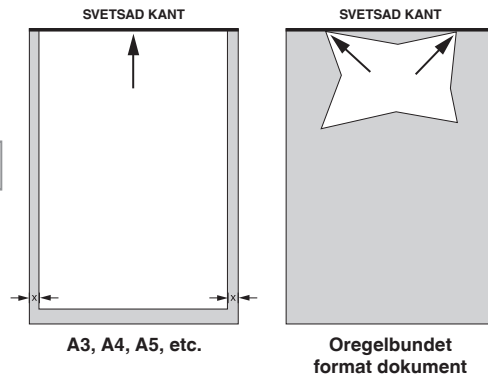 SVETSAD KANT
SVETSAD KANT
x
x
A3, A4, A5, etc.
Oregelbundet
format dokument